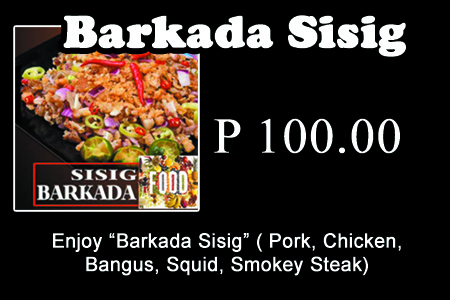 Barkada Sisig
P 100.00
SISIG
BARKADA
FOOD
Enjoy “Barkada Sisig” ( Pork, Chicken,
Bangus, Squid, Smokey Steak)